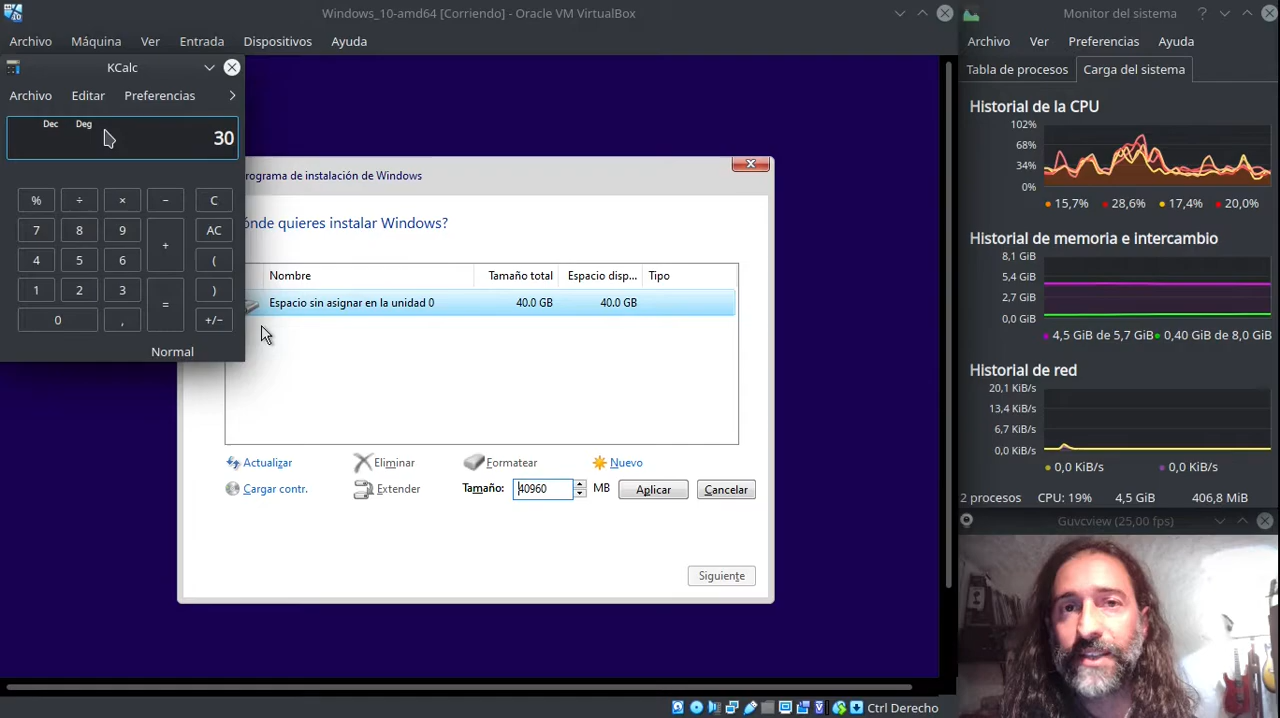 Windows_10-amd64 [Corriendo] - Oracle VM VirtualBox
Archivo Máquina Ver Entrada Dispositivos Ayuda
KCalc
Archivo Editar Preferencias
Dec Deg
30
% ÷ × − C
7 8 9 + AC
4 5 6 (
1 2 3 = )
0 , +/−
Normal
rograma de instalación de Windows
ónde quieres instalar Windows?
Nombre Tamaño total Espacio disp... Tipo
Espacio sin asignar en la unidad 0 40.0 GB 40.0 GB
Actualizar Eliminar Formatear Nuevo
Cargar contr. Extender Tamaño: 40960 MB Aplicar Cancelar
Siguiente
Ctrl Derecho
Monitor del sistema
Archivo Ver Preferencias Ayuda
Tabla de procesos Carga del sistema
Historial de la CPU
102%
68%
34%
0%
15,7% 28,6% 17,4% 20,0%
Historial de memoria e intercambio
8,1 GiB
5,4 GiB
2,7 GiB
0,0 GiB
4,5 GiB de 5,7 GiB 0,40 GiB de 8,0 GiB
Historial de red
20,1 KiB/s
13,4 KiB/s
6,7 KiB/s
0,0 KiB/s
0,0 KiB/s 0,0 KiB/s
2 procesos CPU: 19% 4,5 GiB 406,8 MiB
Guvcview (25,00 fps)